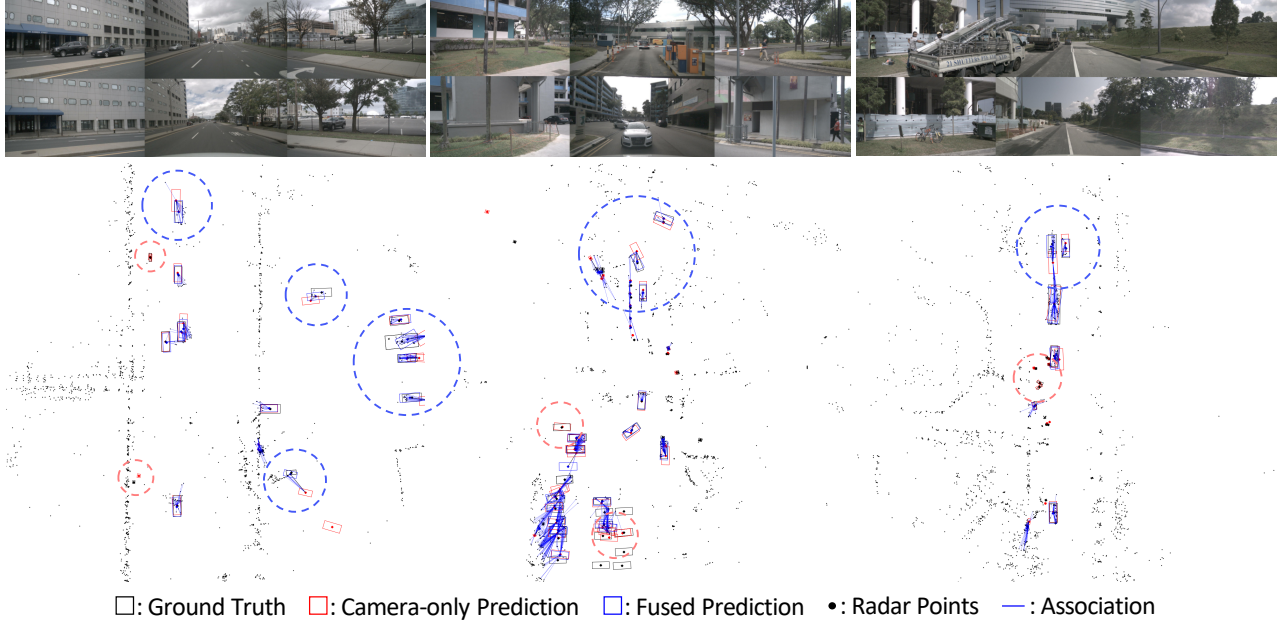 □: Ground Truth □: Camera-only Prediction □: Fused Prediction •: Radar Points —: Association